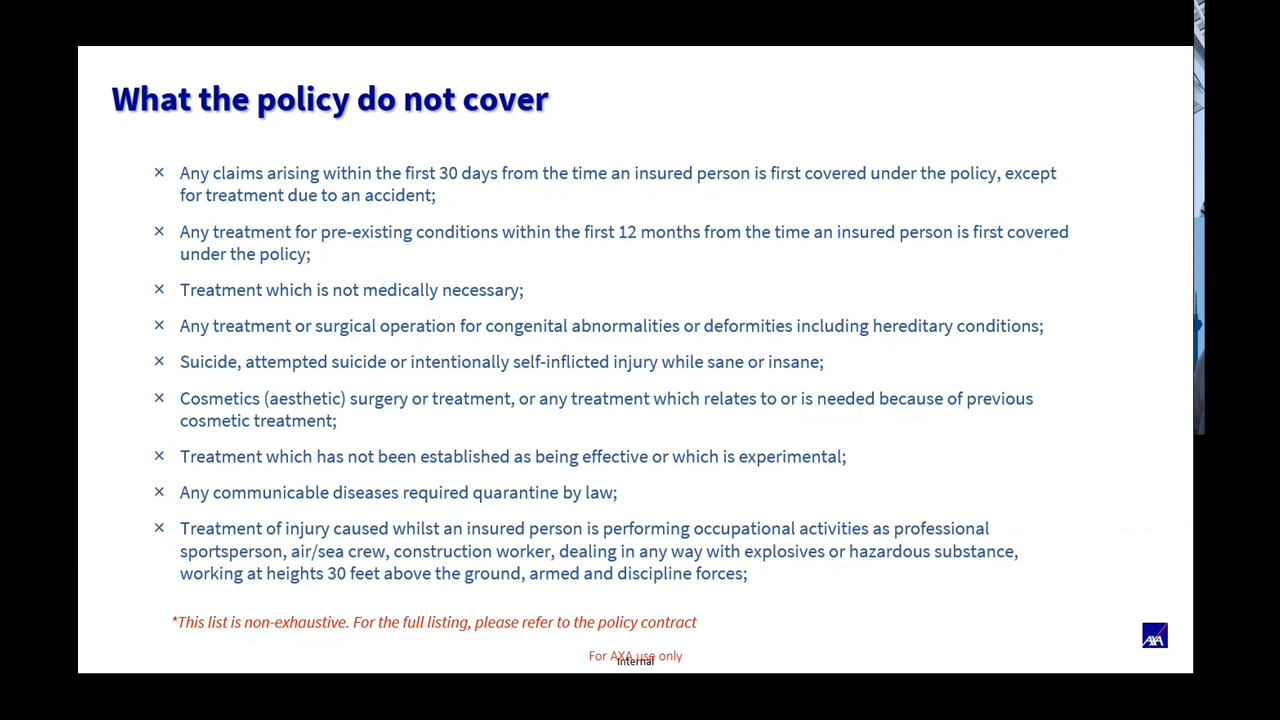 What the policy do not cover
× Any claims arising within the first 30 days from the time an insured person is first covered under the policy, except
for treatment due to an accident;
× Any treatment for pre-existing conditions within the first 12 months from the time an insured person is first covered
under the policy;
× Treatment which is not medically necessary;
× Any treatment or surgical operation for congenital abnormalities or deformities including hereditary conditions;
× Suicide, attempted suicide or intentionally self-inflicted injury while sane or insane;
× Cosmetics (aesthetic) surgery or treatment, or any treatment which relates to or is needed because of previous
cosmetic treatment;
× Treatment which has not been established as being effective or which is experimental;
× Any communicable diseases required quarantine by law;
× Treatment of injury caused whilst an insured person is performing occupational activities as professional
sportsperson, air/sea crew, construction worker, dealing in any way with explosives or hazardous substance,
working at heights 30 feet above the ground, armed and discipline forces;
*This list is non-exhaustive. For the full listing, please refer to the policy contract
AXA
For AXA use only
Internal